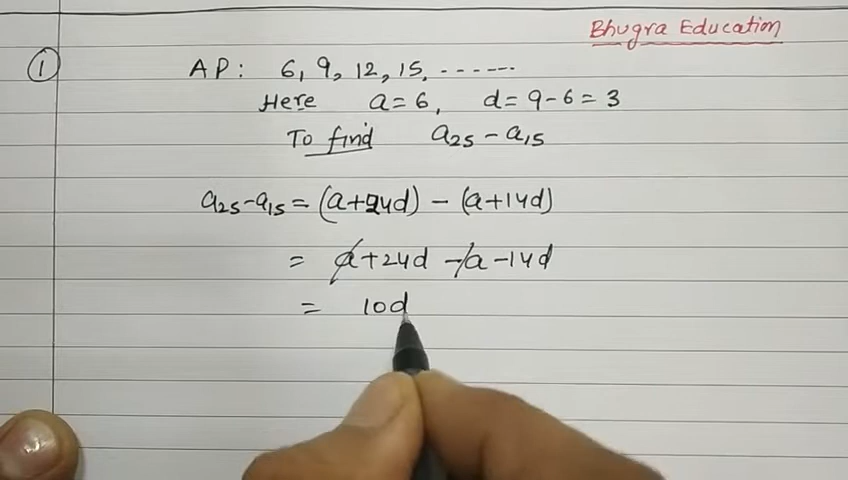 Bhugra Education
1 AP: 6, 9, 12, 15, ------
Here a = 6, d = 9 - 6 = 3
To find a₂₅ - a₁₅
a₂₅ - a₁₅ = (a + 24d) - (a + 14d)
= a + 24d - a - 14d
= 10d